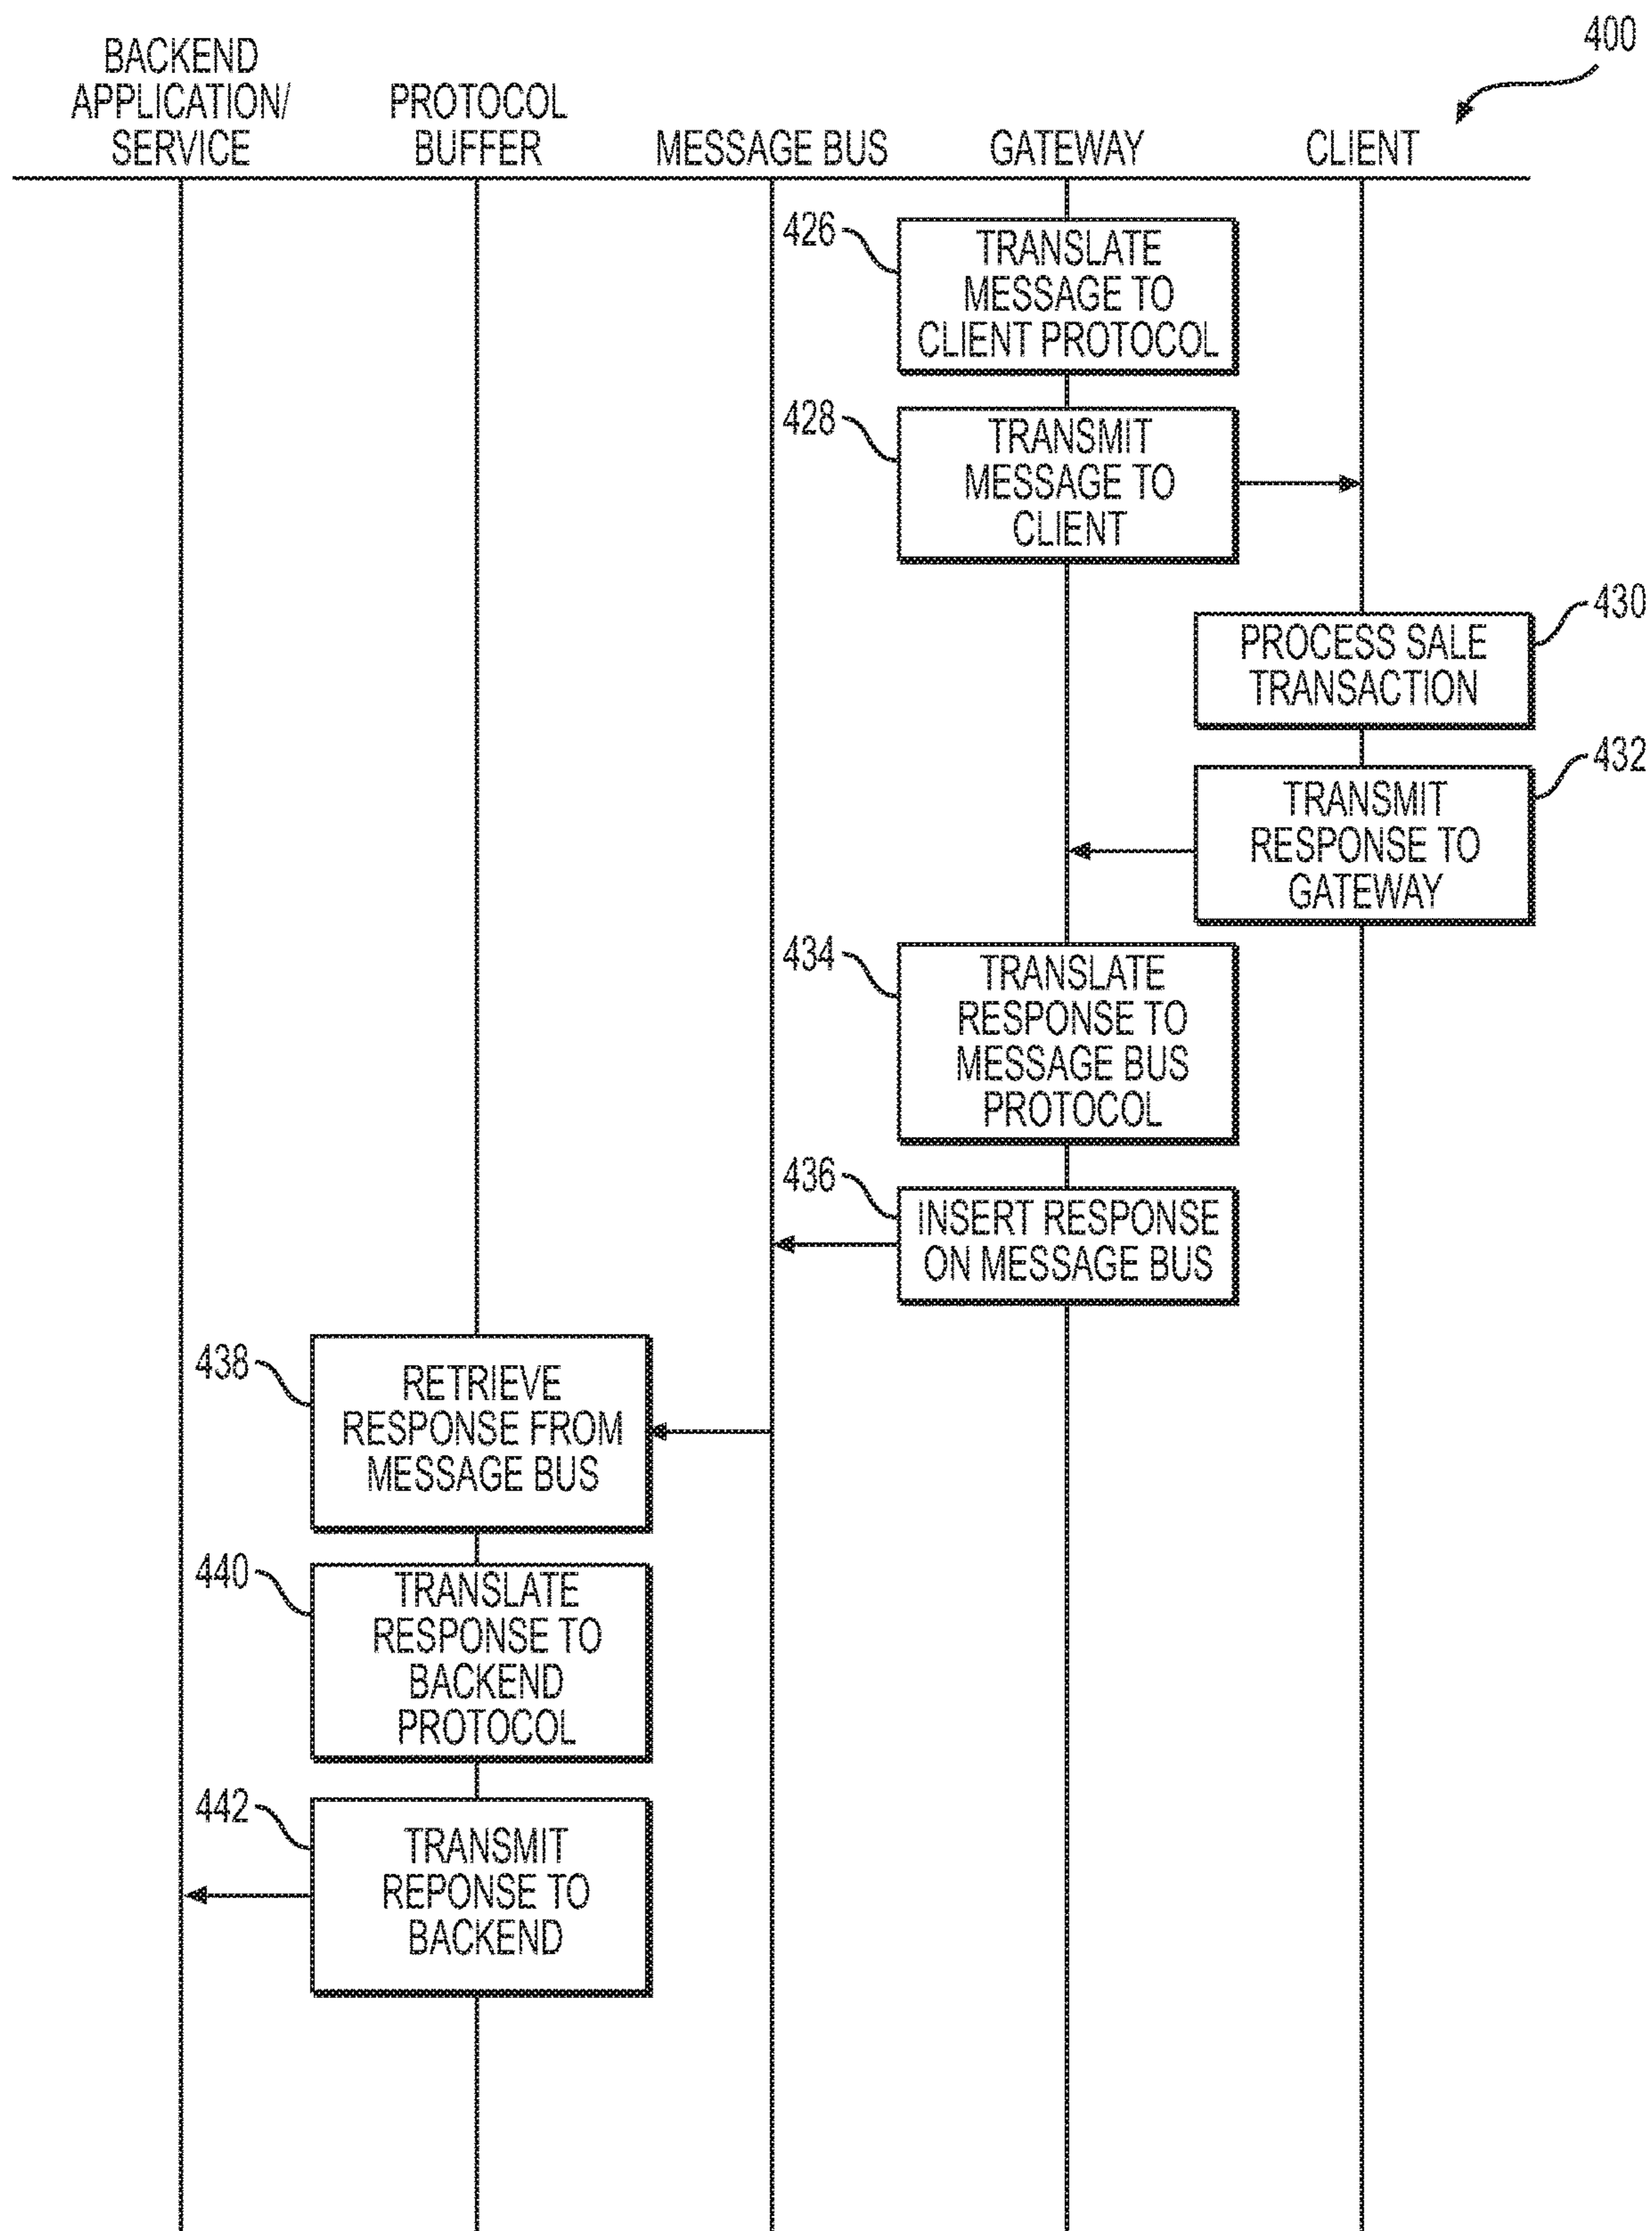 400
BACKEND
APPLICATION/
SERVICE
PROTOCOL
BUFFER
MESSAGE BUS
GATEWAY
CLIENT
426
TRANSLATE
MESSAGE TO
CLIENT PROTOCOL
428
TRANSMIT
MESSAGE TO
CLIENT
430
PROCESS SALE
TRANSACTION
432
TRANSMIT
RESPONSE TO
GATEWAY
434
TRANSLATE
RESPONSE TO
MESSAGE BUS
PROTOCOL
436
INSERT RESPONSE
ON MESSAGE BUS
438
RETRIEVE
RESPONSE FROM
MESSAGE BUS
440
TRANSLATE
RESPONSE TO
BACKEND
PROTOCOL
442
TRANSMIT
REPONSE TO
BACKEND